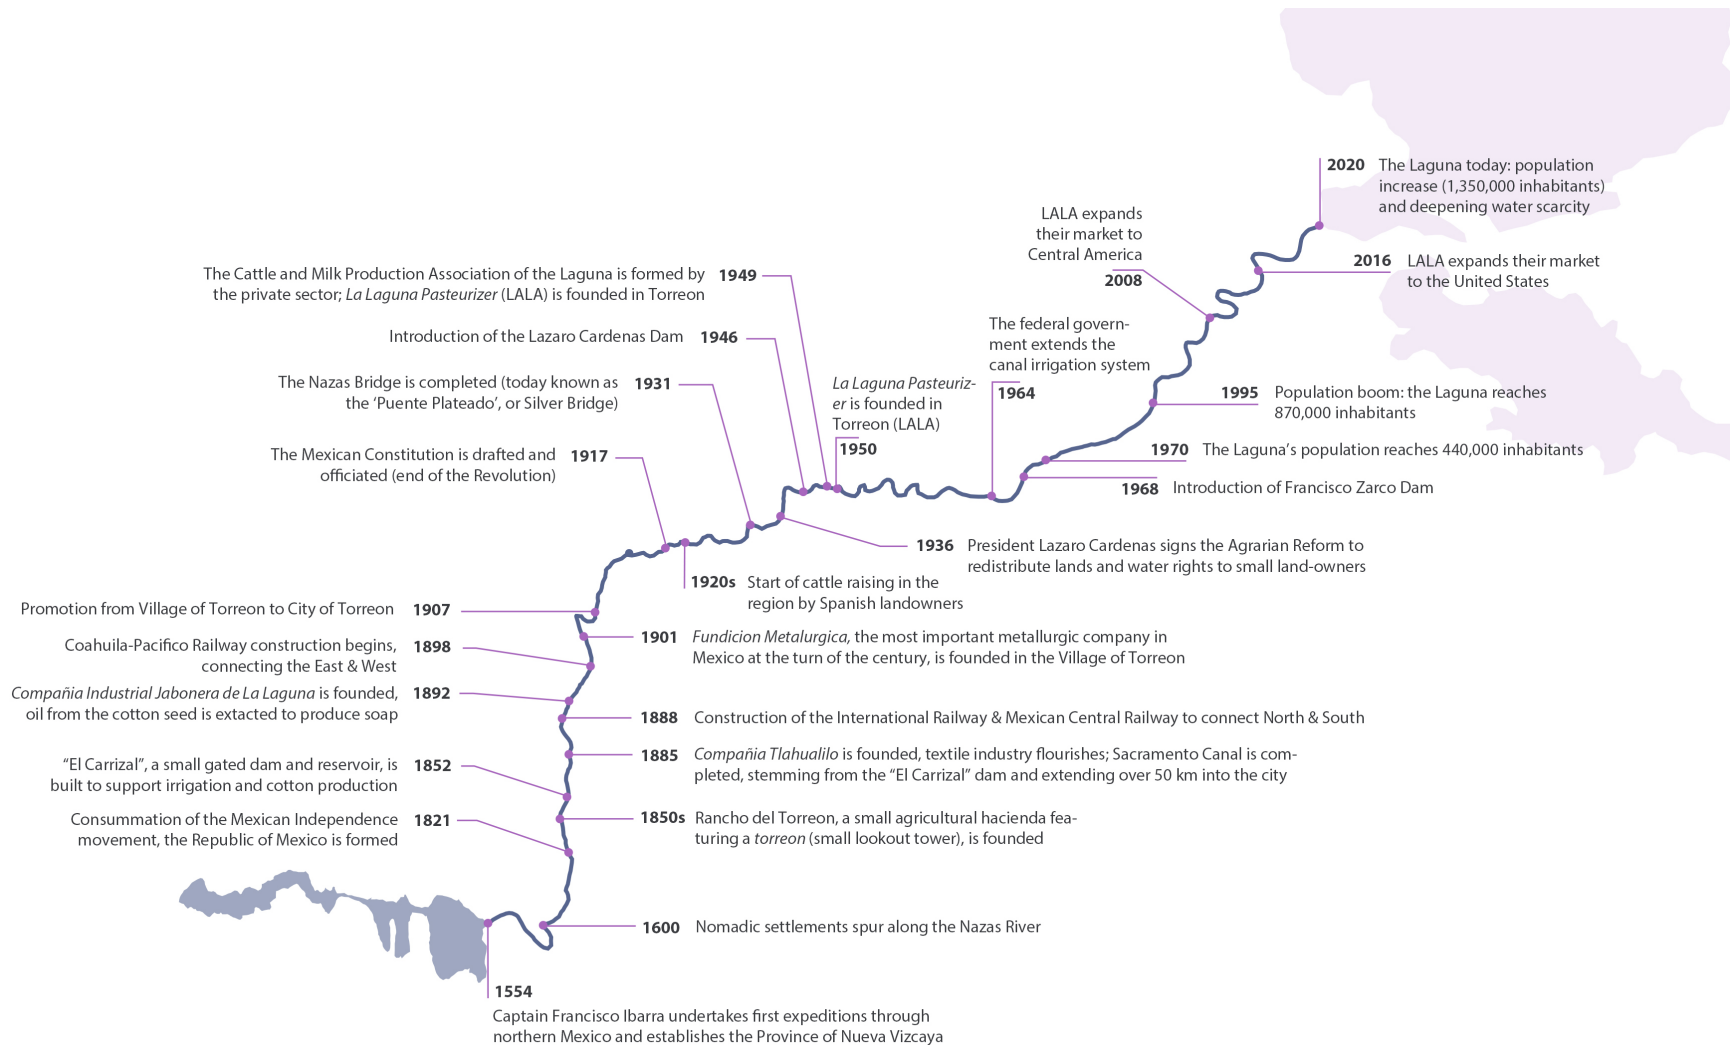 2020 The Laguna today: population
increase (1,350,000 inhabitants)
and deepening water scarcity
LALA expands
their market to
Central America
2008
2016 LALA expands their market
to the United States
The Cattle and Milk Production Association of the Laguna is formed by 1949
the private sector; La Laguna Pasteurizer (LALA) is founded in Torreon
Introduction of the Lazaro Cardenas Dam 1946
The federal govern-
ment extends the
canal irrigation system
1964
The Nazas Bridge is completed (today known as 1931
the ‘Puente Plateado’, or Silver Bridge)
La Laguna Pasteuriz-
er is founded in
Torreon (LALA)
1950
1995 Population boom: the Laguna reaches
870,000 inhabitants
The Mexican Constitution is drafted and 1917
officiated (end of the Revolution)
1970 The Laguna’s population reaches 440,000 inhabitants
1968 Introduction of Francisco Zarco Dam
1936 President Lazaro Cardenas signs the Agrarian Reform to
redistribute lands and water rights to small land-owners
1920s Start of cattle raising in the
region by Spanish landowners
Promotion from Village of Torreon to City of Torreon 1907
1901 Fundicion Metalurgica, the most important metallurgic company in
Mexico at the turn of the century, is founded in the Village of Torreon
Coahuila-Pacifico Railway construction begins, 1898
connecting the East & West
Compañia Industrial Jabonera de La Laguna is founded, 1892
oil from the cotton seed is extacted to produce soap
1888 Construction of the International Railway & Mexican Central Railway to connect North & South
1885 Compañia Tlahualilo is founded, textile industry flourishes; Sacramento Canal is com-
pleted, stemming from the “El Carrizal” dam and extending over 50 km into the city
“El Carrizal”, a small gated dam and reservoir, is 1852
built to support irrigation and cotton production
1850s Rancho del Torreon, a small agricultural hacienda fea-
turing a torreon (small lookout tower), is founded
Consummation of the Mexican Independence 1821
movement, the Republic of Mexico is formed
1600 Nomadic settlements spur along the Nazas River
1554
Captain Francisco Ibarra undertakes first expeditions through
northern Mexico and establishes the Province of Nueva Vizcaya